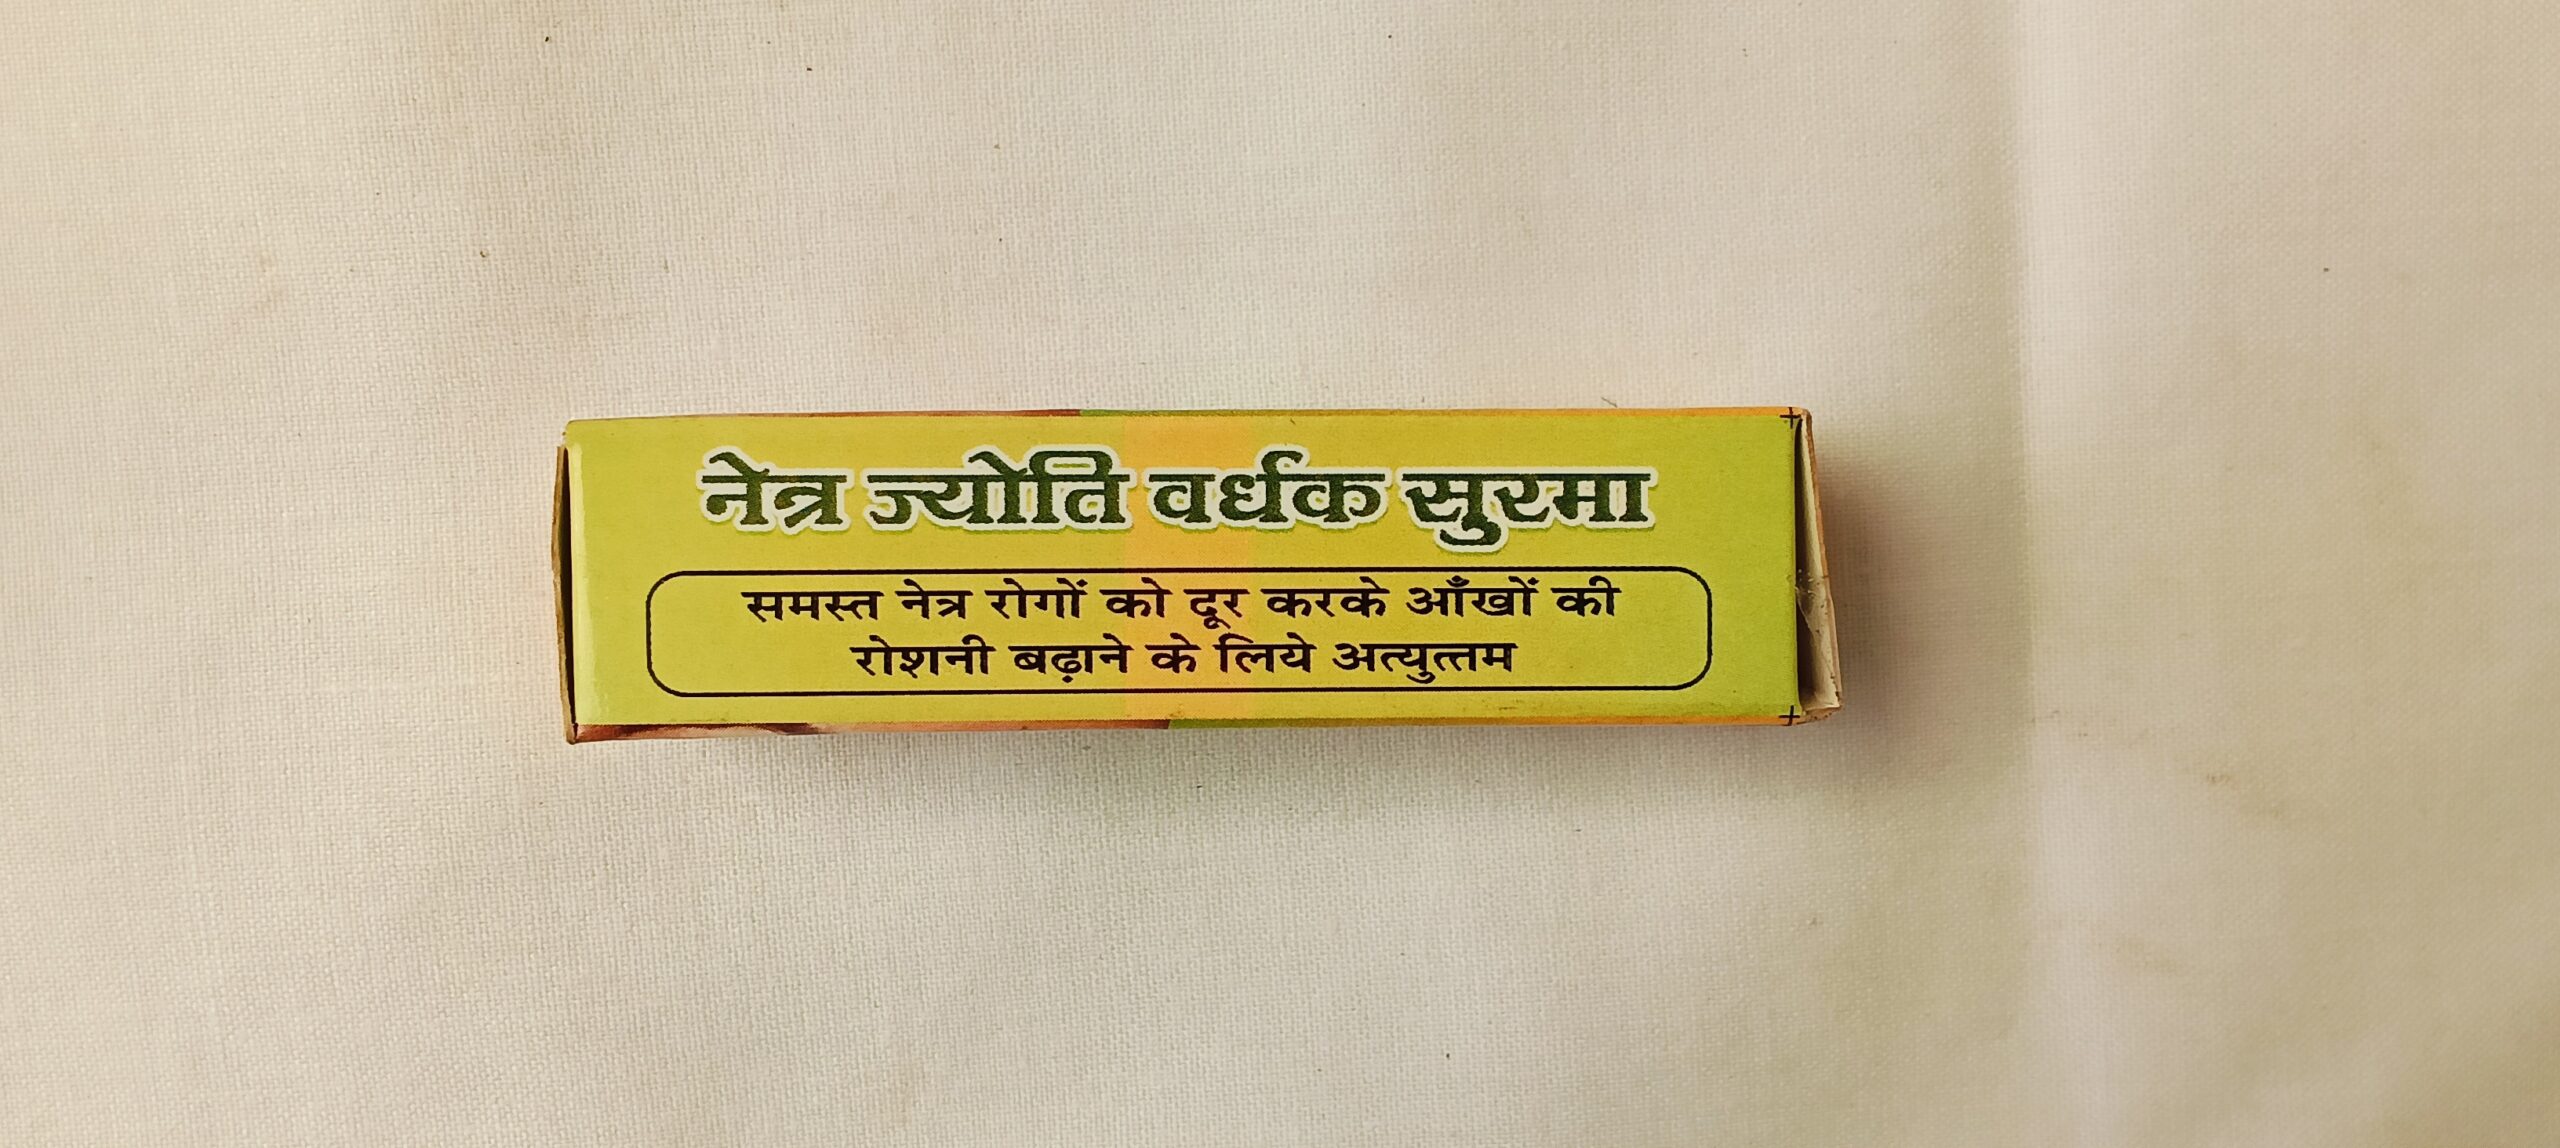 नेत्र ज्योति वर्धक सुरमा
समस्त नेत्र रोगों को दूर करके आँखों की
रोशनी बढ़ाने के लिये अत्युत्तम